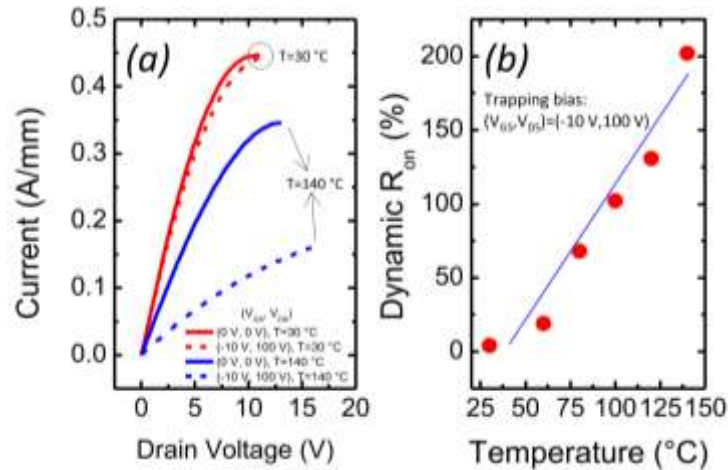 (a)
T=30 °C
T=140 °C
Current (A/mm)
0.5
0.4
0.3
0.2
0.1
0.0
(V_GS, V_DS)
(0 V, 0 V), T=30 °C
(-10 V, 100 V), T=30 °C
(0 V, 0 V), T=140 °C
(-10 V, 100 V), T=140 °C
0 5 10 15 20
Drain Voltage (V)
(b)
Trapping bias:
(V_GS,V_DS)=(-10 V,100 V)
Dynamic R_on (%)
200
150
100
50
0
25 50 75 100 125 150
Temperature (°C)